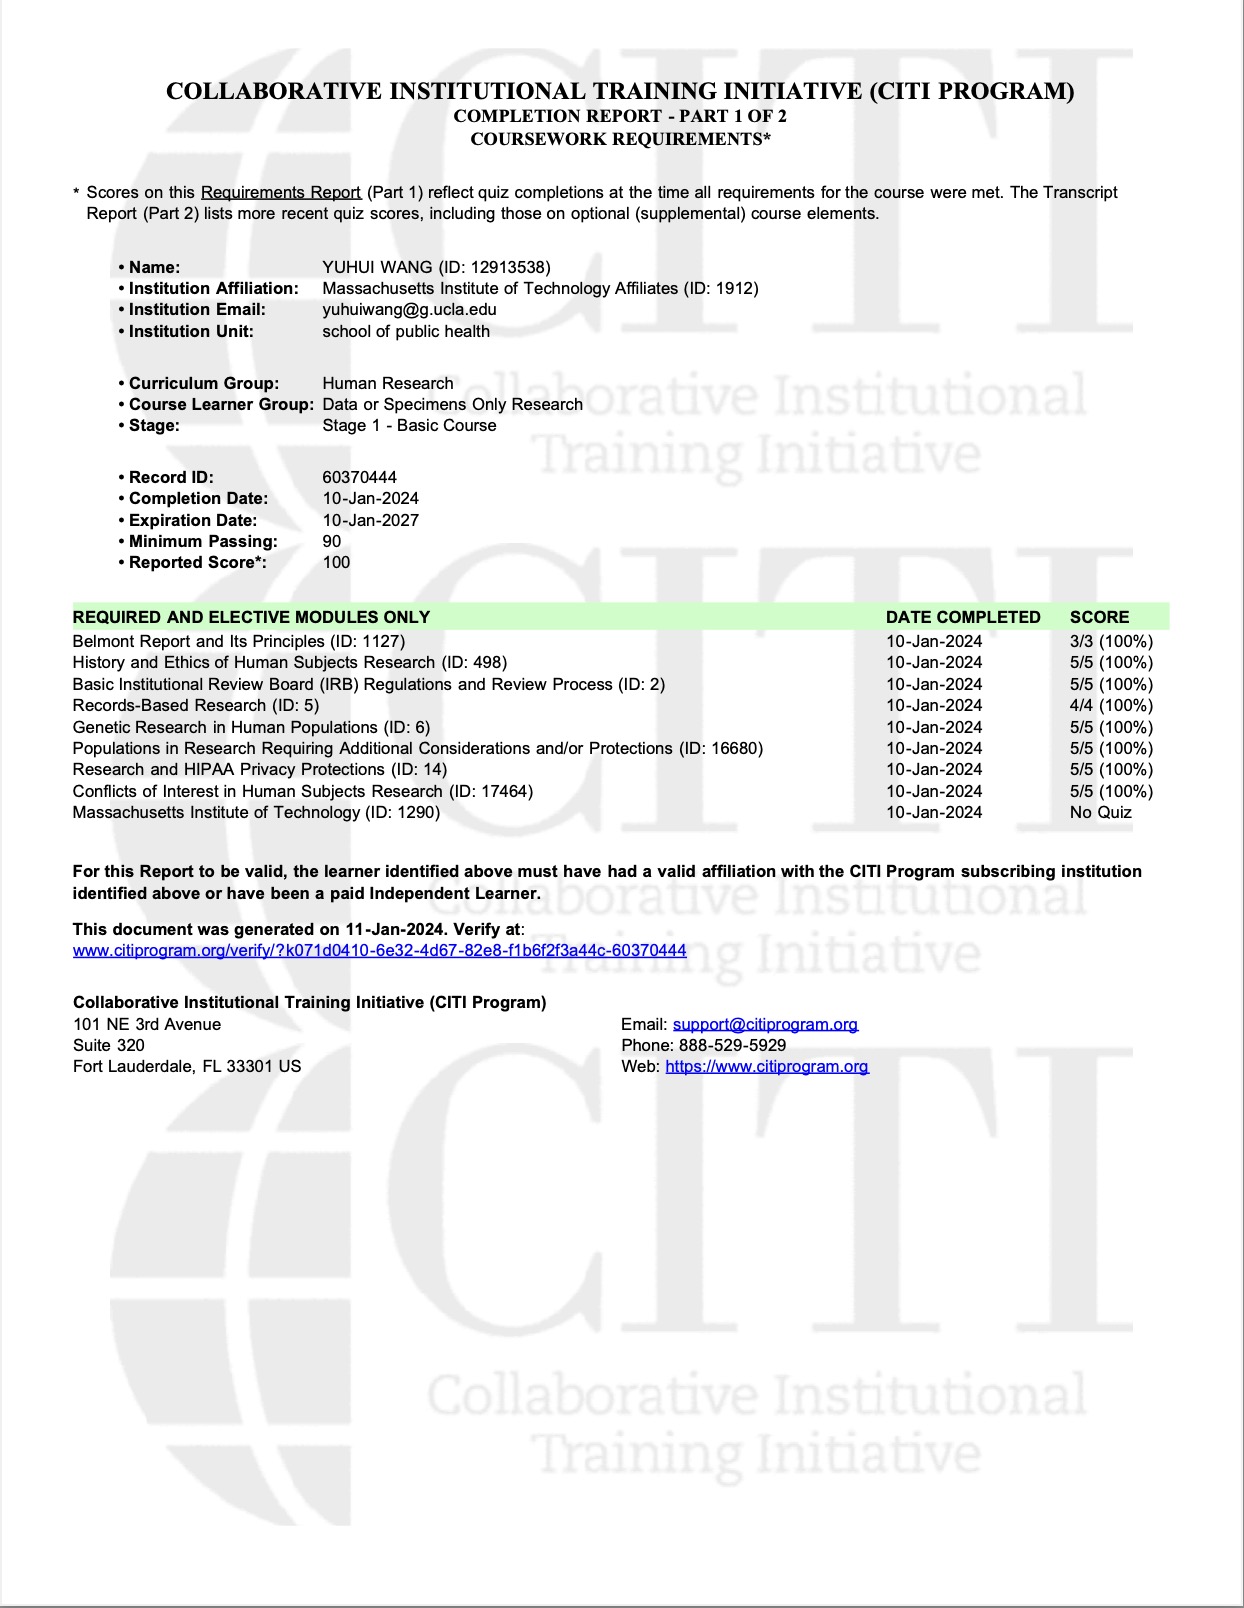 COLLABORATIVE INSTITUTIONAL TRAINING INITIATIVE (CITI PROGRAM)
COMPLETION REPORT - PART 1 OF 2
COURSEWORK REQUIREMENTS*
* Scores on this Requirements Report (Part 1) reflect quiz completions at the time all requirements for the course were met. The Transcript
Report (Part 2) lists more recent quiz scores, including those on optional (supplemental) course elements.
• Name: YUHUI WANG (ID: 12913538)
• Institution Affiliation: Massachusetts Institute of Technology Affiliates (ID: 1912)
• Institution Email: yuhuiwang@g.ucla.edu
• Institution Unit: school of public health
• Curriculum Group: Human Research
• Course Learner Group: Data or Specimens Only Research
• Stage: Stage 1 - Basic Course
• Record ID: 60370444
• Completion Date: 10-Jan-2024
• Expiration Date: 10-Jan-2027
• Minimum Passing: 90
• Reported Score*: 100
REQUIRED AND ELECTIVE MODULES ONLY DATE COMPLETED SCORE
Belmont Report and Its Principles (ID: 1127) 10-Jan-2024 3/3 (100%)
History and Ethics of Human Subjects Research (ID: 498) 10-Jan-2024 5/5 (100%)
Basic Institutional Review Board (IRB) Regulations and Review Process (ID: 2) 10-Jan-2024 5/5 (100%)
Records-Based Research (ID: 5) 10-Jan-2024 4/4 (100%)
Genetic Research in Human Populations (ID: 6) 10-Jan-2024 5/5 (100%)
Populations in Research Requiring Additional Considerations and/or Protections (ID: 16680) 10-Jan-2024 5/5 (100%)
Research and HIPAA Privacy Protections (ID: 14) 10-Jan-2024 5/5 (100%)
Conflicts of Interest in Human Subjects Research (ID: 17464) 10-Jan-2024 5/5 (100%)
Massachusetts Institute of Technology (ID: 1290) 10-Jan-2024 No Quiz
For this Report to be valid, the learner identified above must have had a valid affiliation with the CITI Program subscribing institution
identified above or have been a paid Independent Learner.
This document was generated on 11-Jan-2024. Verify at:
www.citiprogram.org/verify/?k071d0410-6e32-4d67-82e8-f1b6f2f3a44c-60370444
Collaborative Institutional Training Initiative (CITI Program)
101 NE 3rd Avenue Email: support@citiprogram.org
Suite 320 Phone: 888-529-5929
Fort Lauderdale, FL 33301 US Web: https://www.citiprogram.org
CITI
Collaborative Institutional
Training Initiative
CITI
Collaborative Institutional
Training Initiative
CITI
Collaborative Institutional
Training Initiative